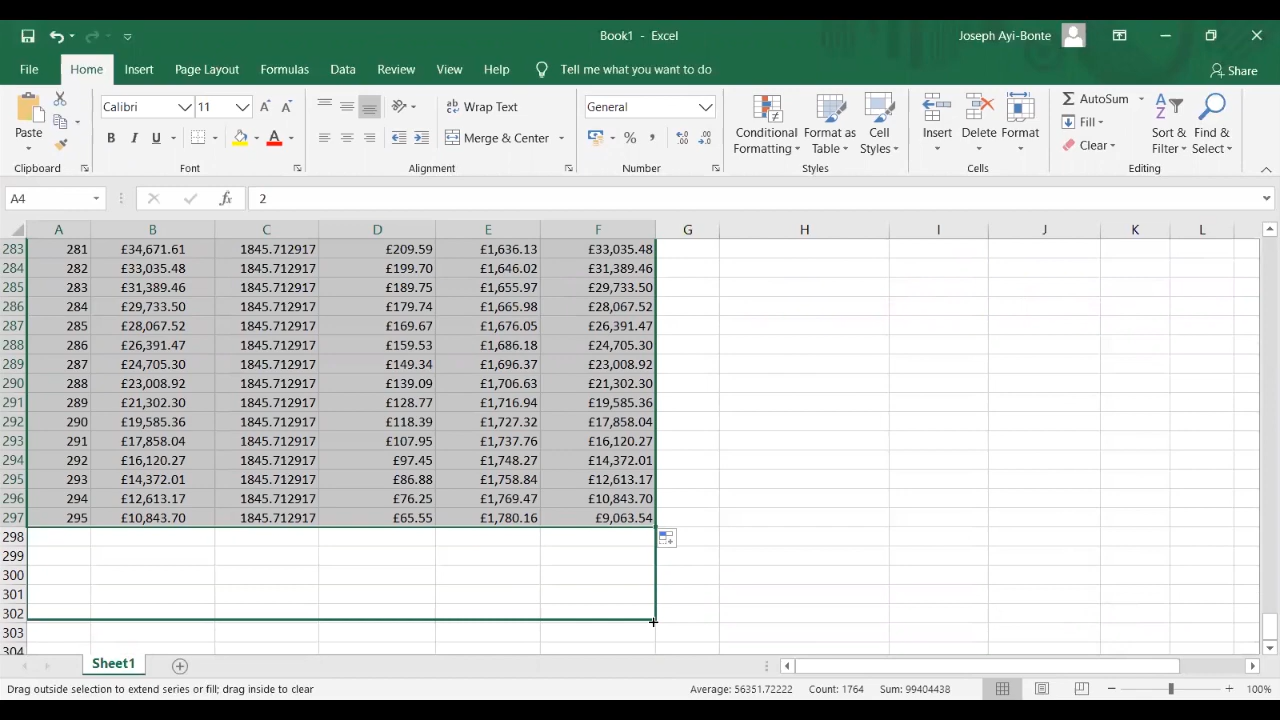 Book1 - Excel
Joseph Ayi-Bonte
File Home Insert Page Layout Formulas Data Review View Help Tell me what you want to do Share
Calibri 11 Wrap Text General AutoSum
Paste Merge & Center Conditional Formatting Format as Table Cell Styles Insert Delete Format Fill Sort & Filter Find & Select
Clear
Clipboard Font Alignment Number Styles Cells Editing
A4 fx 2
A B C D E F G H I J K L
283 281 £34,671.61 1845.712917 £209.59 £1,636.13 £33,035.48
284 282 £33,035.48 1845.712917 £199.70 £1,646.02 £31,389.46
285 283 £31,389.46 1845.712917 £189.75 £1,655.97 £29,733.50
286 284 £29,733.50 1845.712917 £179.74 £1,665.98 £28,067.52
287 285 £28,067.52 1845.712917 £169.67 £1,676.05 £26,391.47
288 286 £26,391.47 1845.712917 £159.53 £1,686.18 £24,705.30
289 287 £24,705.30 1845.712917 £149.34 £1,696.37 £23,008.92
290 288 £23,008.92 1845.712917 £139.09 £1,706.63 £21,302.30
291 289 £21,302.30 1845.712917 £128.77 £1,716.94 £19,585.36
292 290 £19,585.36 1845.712917 £118.39 £1,727.32 £17,858.04
293 291 £17,858.04 1845.712917 £107.95 £1,737.76 £16,120.27
294 292 £16,120.27 1845.712917 £97.45 £1,748.27 £14,372.01
295 293 £14,372.01 1845.712917 £86.88 £1,758.84 £12,613.17
296 294 £12,613.17 1845.712917 £76.25 £1,769.47 £10,843.70
297 295 £10,843.70 1845.712917 £65.55 £1,780.16 £9,063.54
298
299
300
301
302
303
304
Sheet1
Drag outside selection to extend series or fill; drag inside to clear Average: 56351.72222 Count: 1764 Sum: 99404438 100%